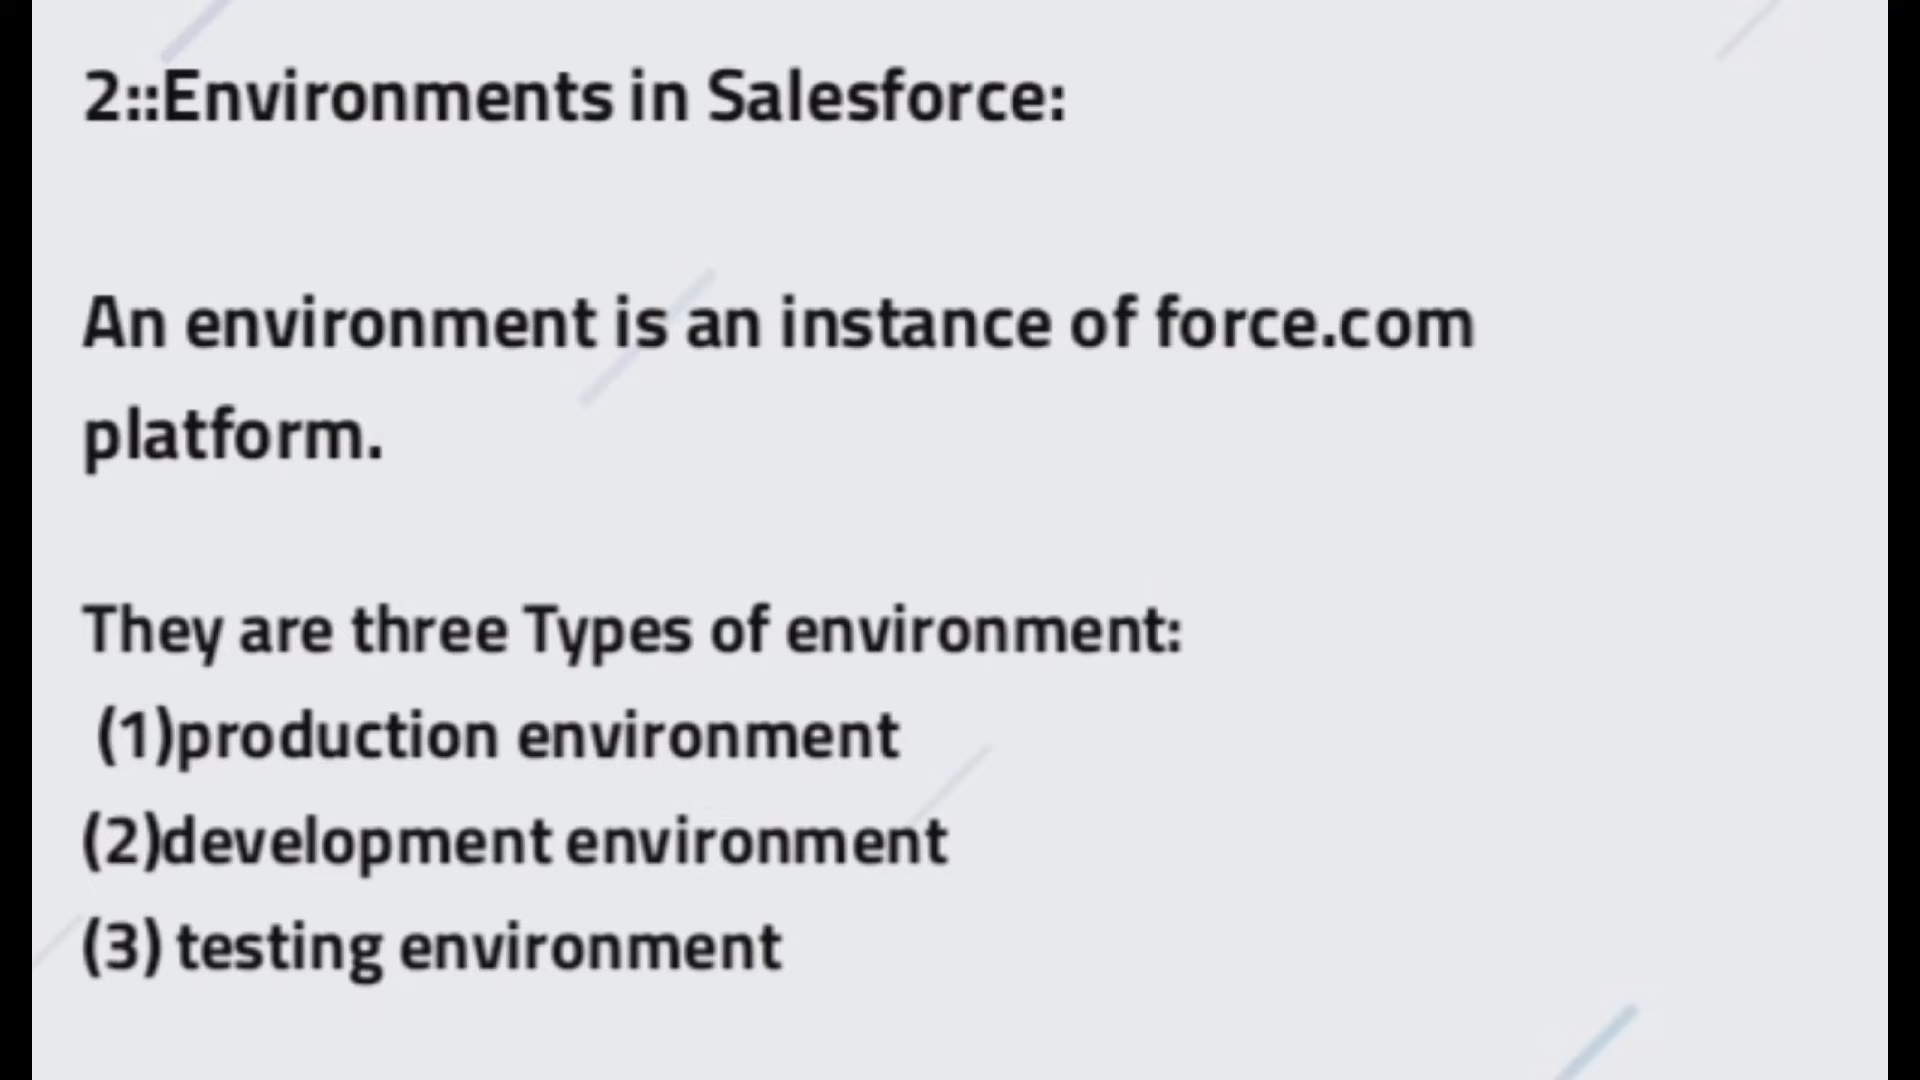 2::Environments in Salesforce:
An environment is an instance of force.com
platform.
They are three Types of environment:
(1)production environment
(2)development environment
(3) testing environment